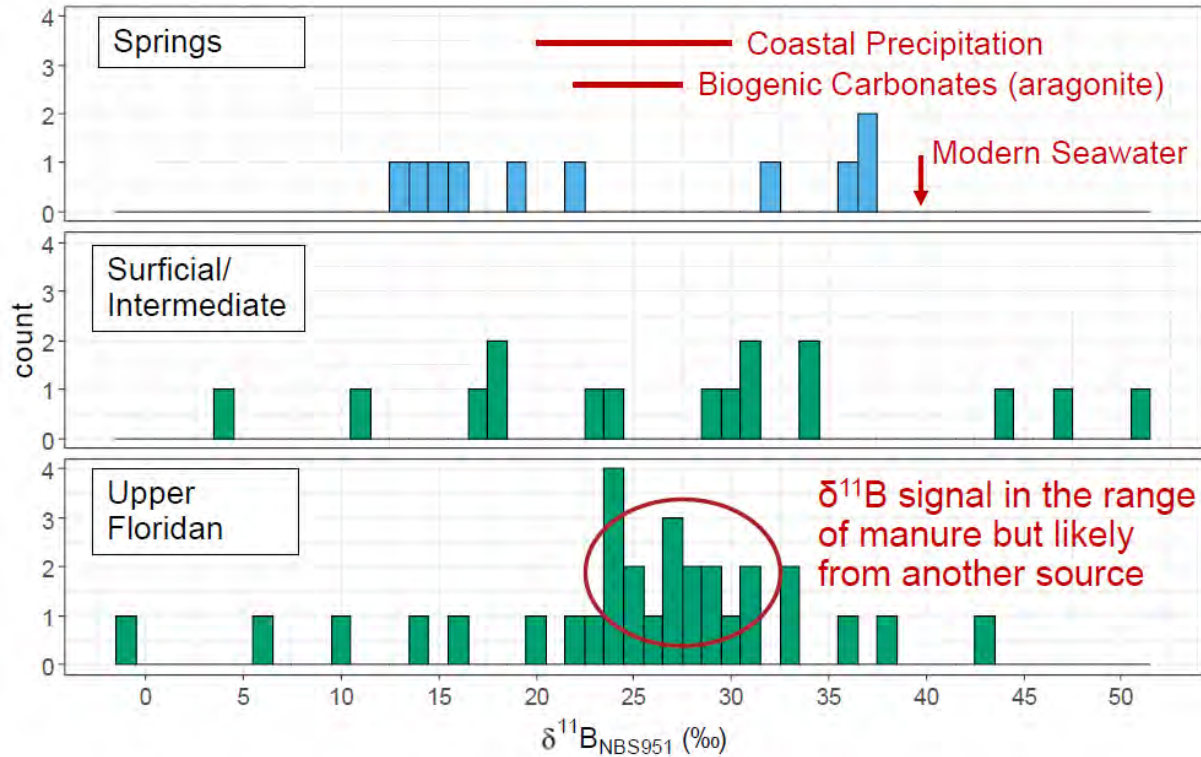 Springs
Coastal Precipitation
Biogenic Carbonates (aragonite)
Modern Seawater
4
3
2
1
0
Surficial/
Intermediate
4
3
2
1
0
count
Upper
Floridan
δ¹¹B signal in the range
of manure but likely
from another source
4
3
2
1
0
0 5 10 15 20 25 30 35 40 45 50
δ¹¹B_NBS951 (‰)